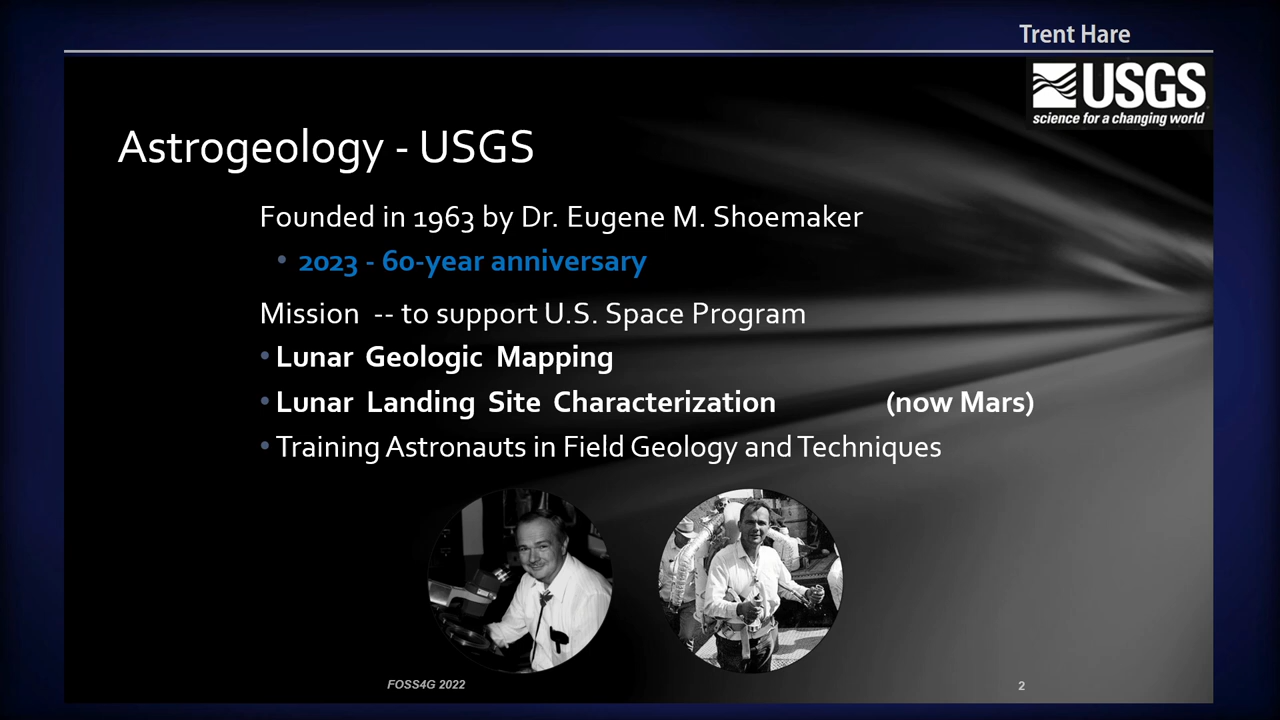 Trent Hare
USGS
science for a changing world
Astrogeology - USGS
Founded in 1963 by Dr. Eugene M. Shoemaker
• 2023 - 60-year anniversary
Mission -- to support U.S. Space Program
• Lunar Geologic Mapping
• Lunar Landing Site Characterization (now Mars)
• Training Astronauts in Field Geology and Techniques
FOSS4G 2022
2